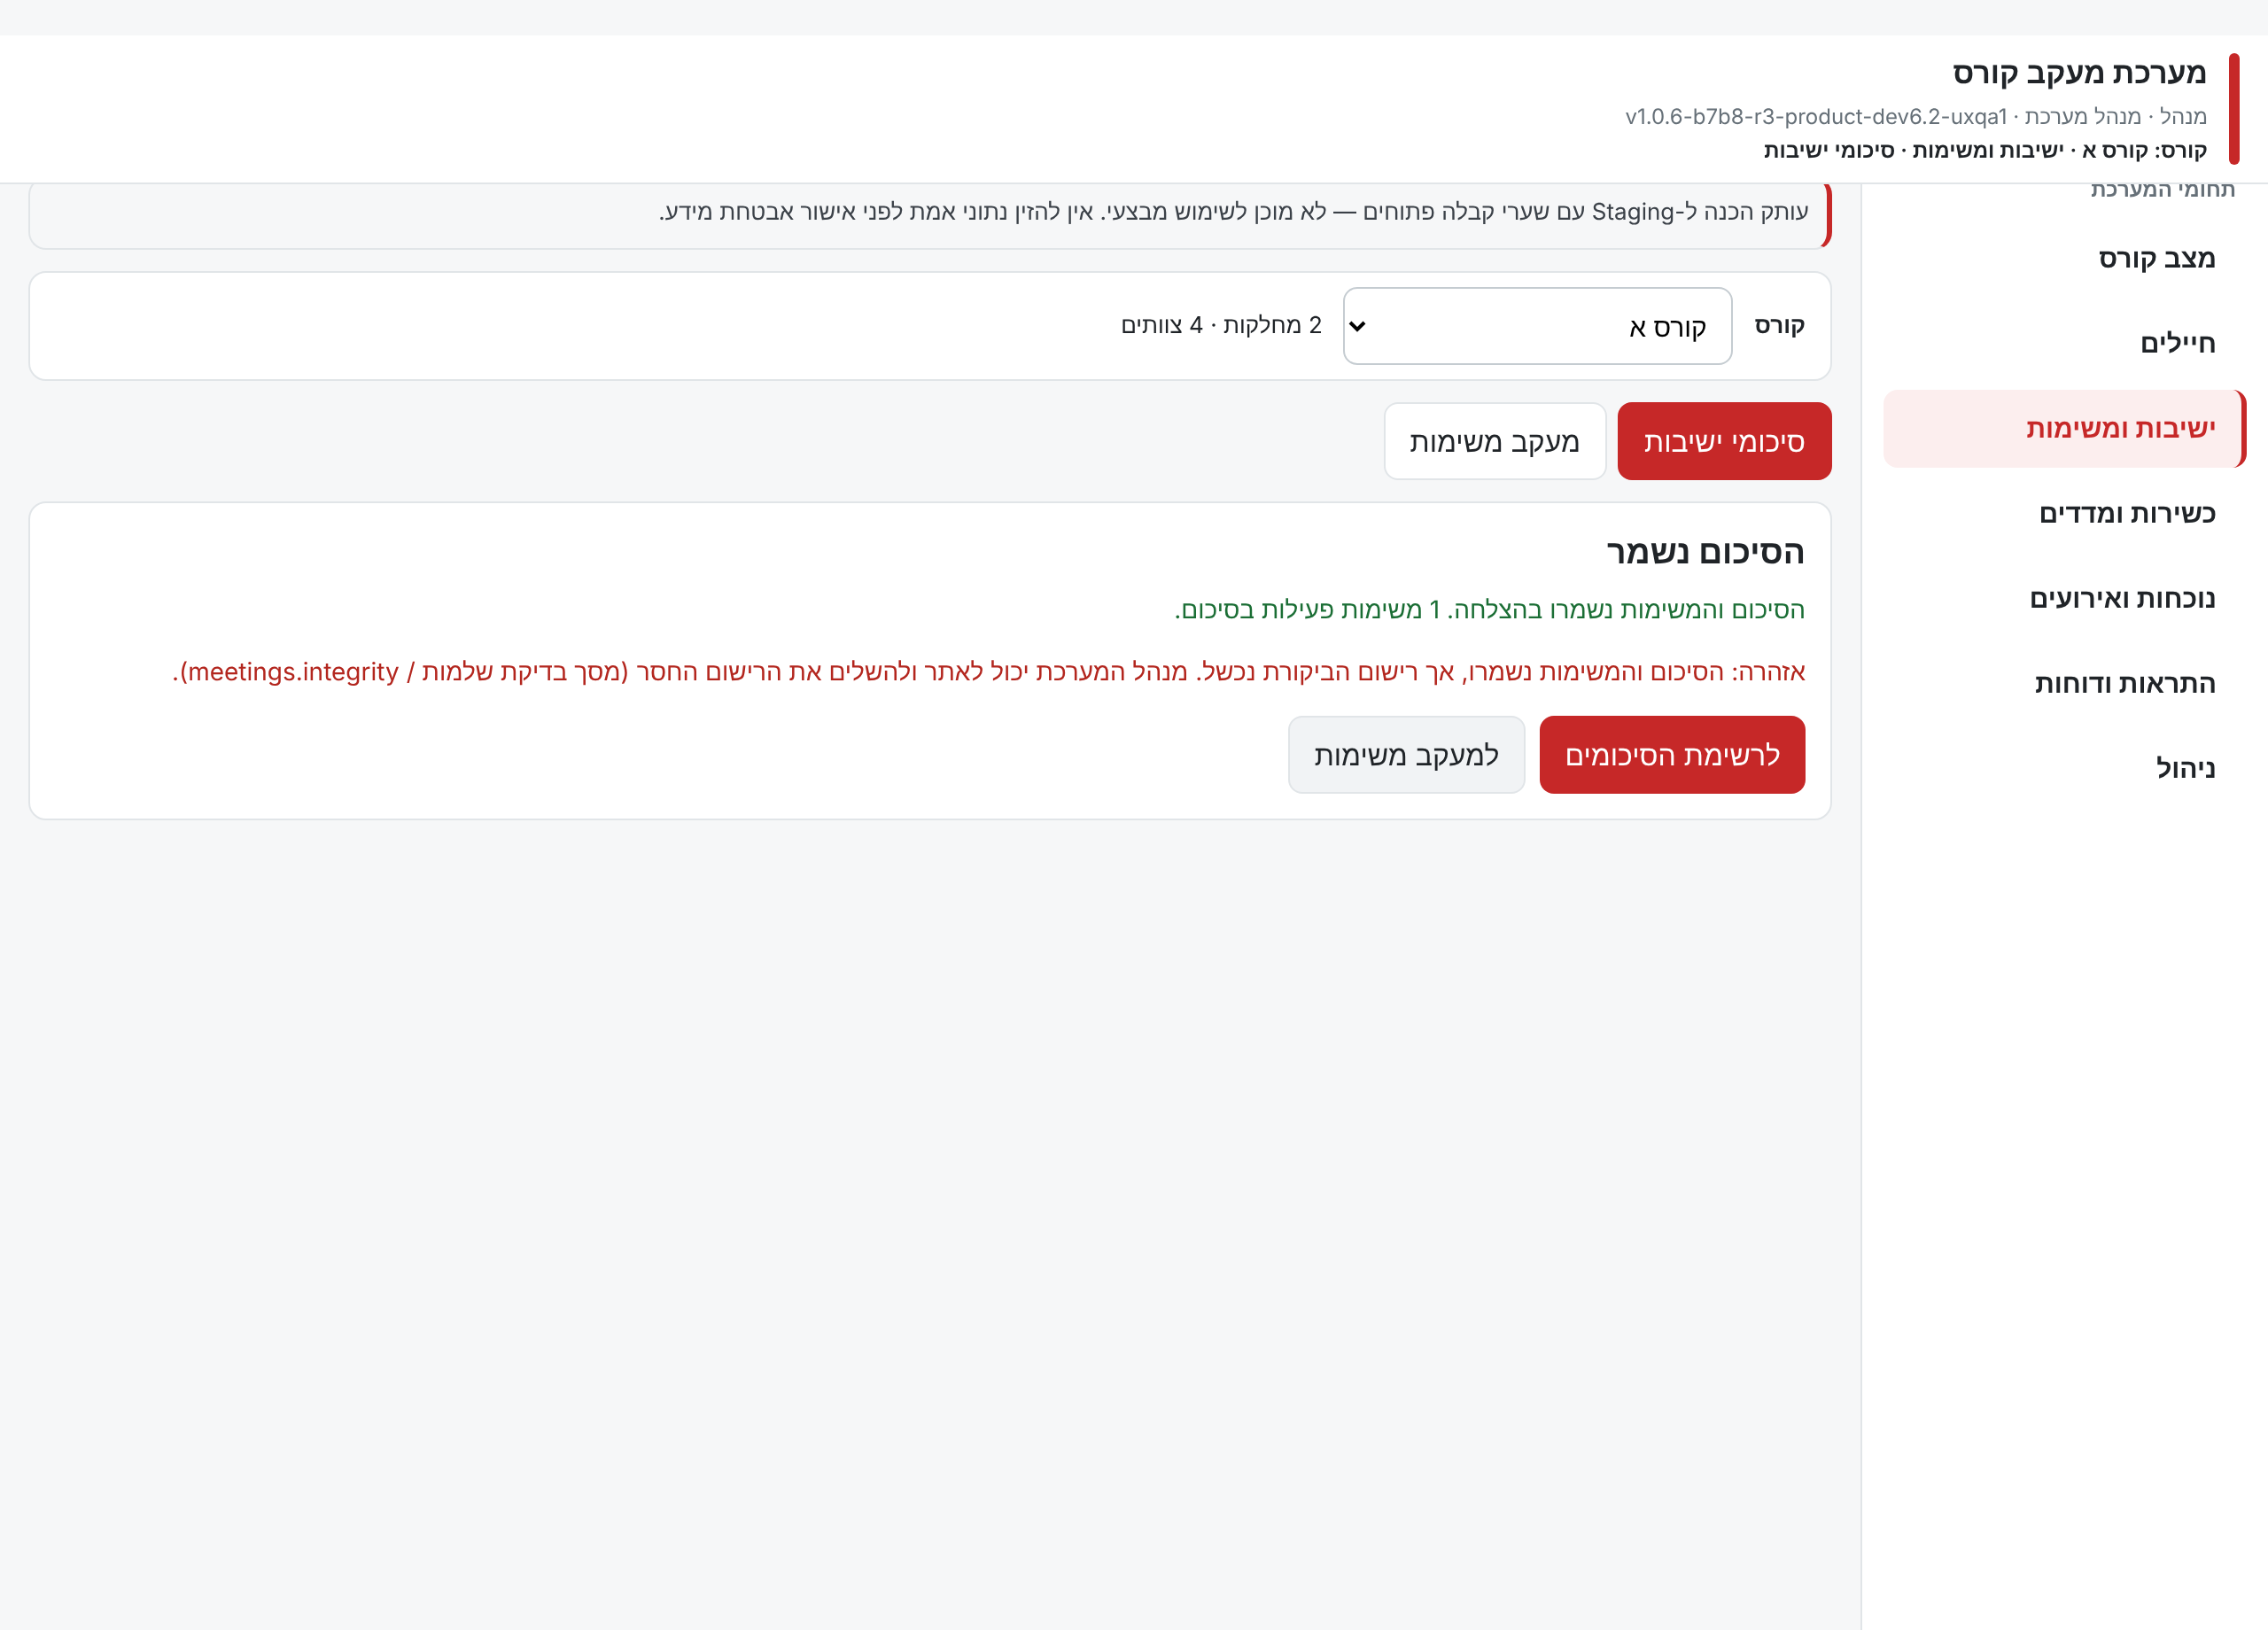 מערכת מעקב קורס
מנהל · מנהל מערכת · v1.0.6-b7b8-r3-product-dev6.2-uxqa1
קורס: קורס א · ישיבות ומשימות · סיכומי ישיבות
תחומי המערכת
מצב קורס
חיילים
ישיבות ומשימות
כשירות ומדדים
נוכחות ואירועים
התראות ודוחות
ניהול
עותק הכנה ל-Staging עם שערי קבלה פתוחים — לא מוכן לשימוש מבצעי. אין להזין נתוני אמת לפני אישור אבטחת מידע.
קורס קורס א 2 מחלקות · 4 צוותים
סיכומי ישיבות מעקב משימות
הסיכום נשמר
הסיכום והמשימות נשמרו בהצלחה. 1 משימות פעילות בסיכום.
אזהרה: הסיכום והמשימות נשמרו, אך רישום הביקורת נכשל. מנהל המערכת יכול לאתר ולהשלים את הרישום החסר (מסך בדיקת שלמות / meetings.integrity).
לרשימת הסיכומים למעקב משימות